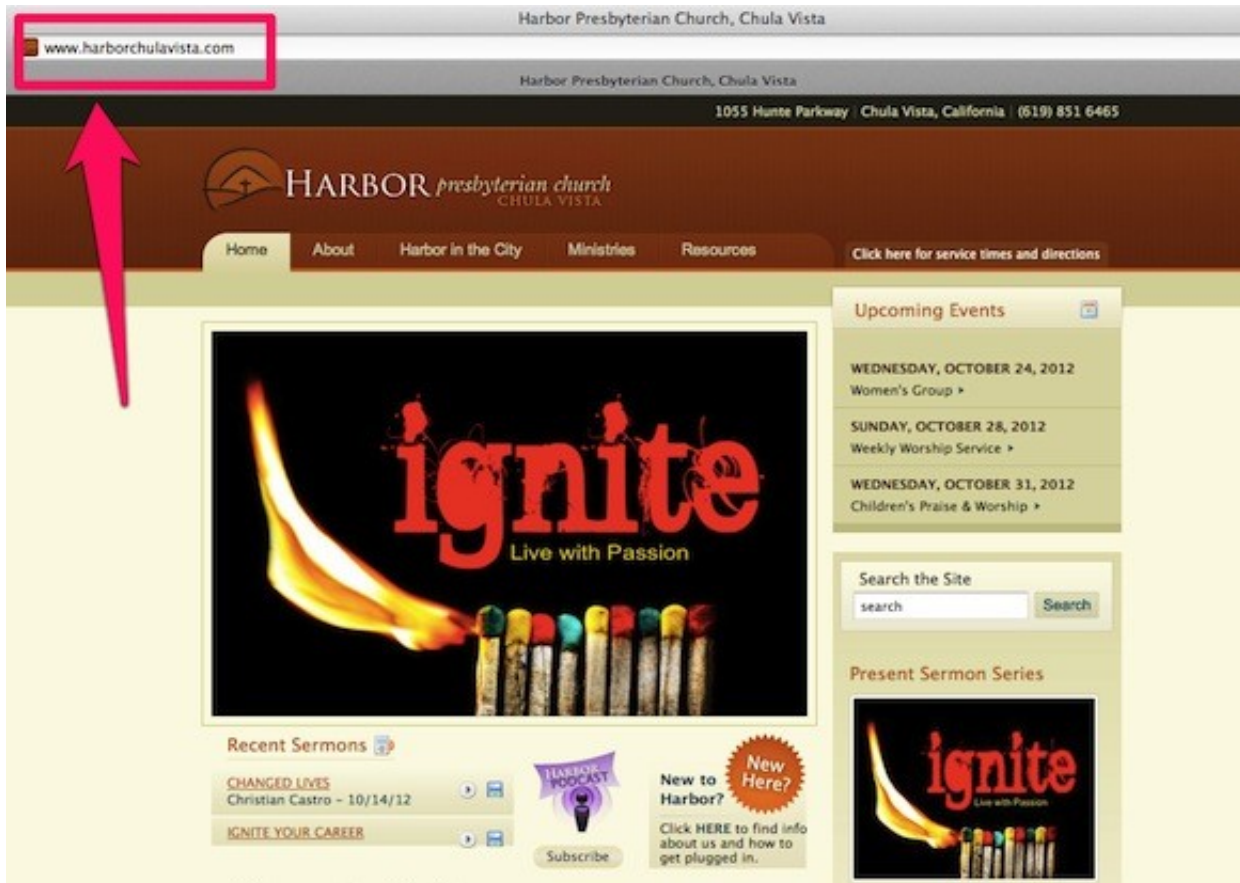 Harbor Presbyterian Church, Chula Vista
www.harborchulavista.com
Harbor Presbyterian Church, Chula Vista
1055 Hunte Parkway | Chula Vista, California | (619) 851 6465
HARBOR presbyterian church
CHULA VISTA
Home About Harbor in the City Ministries Resources
Click here for service times and directions
ignite
Live with Passion
Upcoming Events
WEDNESDAY, OCTOBER 24, 2012
Women's Group
SUNDAY, OCTOBER 28, 2012
Weekly Worship Service
WEDNESDAY, OCTOBER 31, 2012
Children's Praise & Worship
Search the Site
search Search
Present Sermon Series
ignite
Live with Passion
Recent Sermons
CHANGED LIVES
Christian Castro - 10/14/12
IGNITE YOUR CAREER
HARBOR
PODCAST
Subscribe
New to
Harbor?
New
Here?
Click HERE to find info
about us and how to
get plugged in.